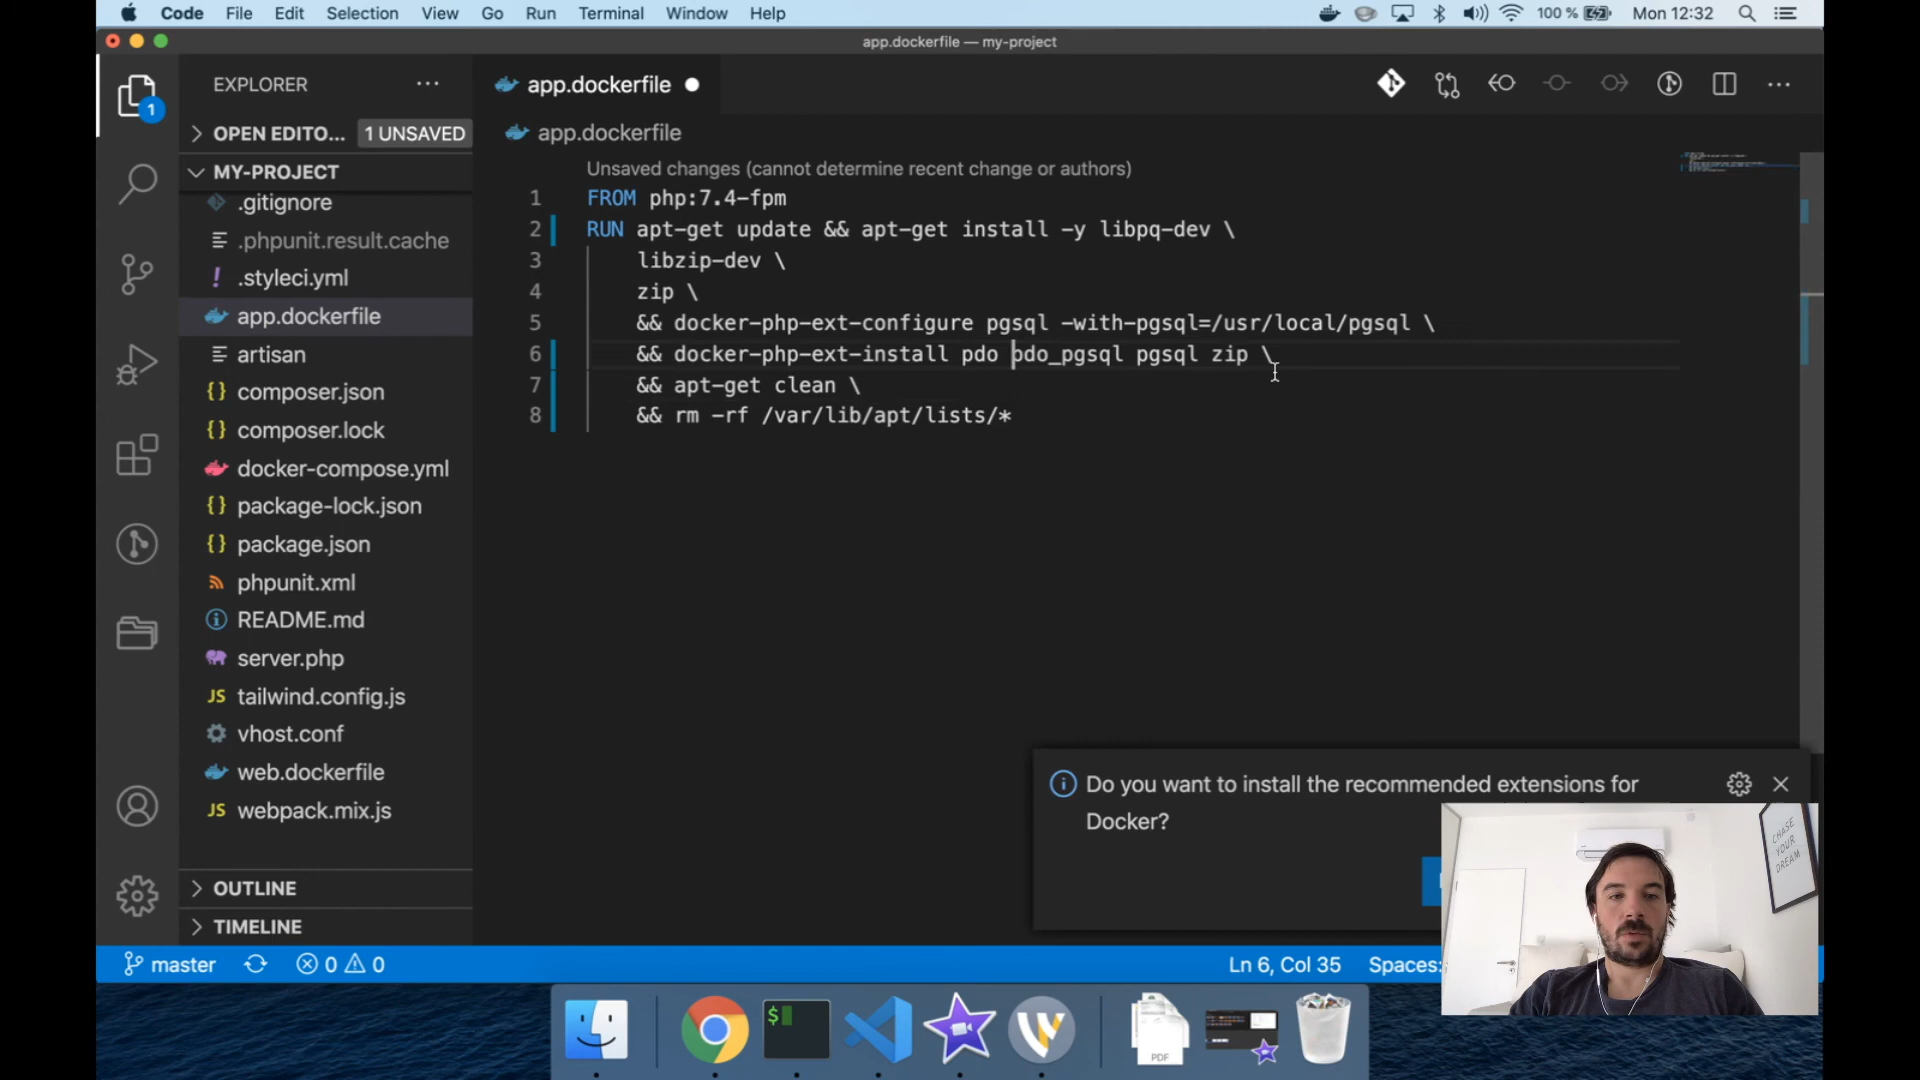 Code File Edit Selection View Go Run Terminal Window Help 100 % Mon 12:32
app.dockerfile — my-project
EXPLORER
app.dockerfile
OPEN EDITO... 1 UNSAVED
app.dockerfile
MY-PROJECT
.gitignore
.phpunit.result.cache
.styleci.yml
app.dockerfile
artisan
composer.json
composer.lock
docker-compose.yml
package-lock.json
package.json
phpunit.xml
README.md
server.php
tailwind.config.js
vhost.conf
web.dockerfile
webpack.mix.js
OUTLINE
TIMELINE
Unsaved changes (cannot determine recent change or authors)
1 FROM php:7.4-fpm
2 RUN apt-get update && apt-get install -y libpq-dev \
3 libzip-dev \
4 zip \
5 && docker-php-ext-configure pgsql -with-pgsql=/usr/local/pgsql \
6 && docker-php-ext-install pdo pdo_pgsql pgsql zip \
7 && apt-get clean \
8 && rm -rf /var/lib/apt/lists/*
Do you want to install the recommended extensions for
Docker?
CHASE
YOUR
DREAM
master 0 0 Ln 6, Col 35 Spaces:
PDF